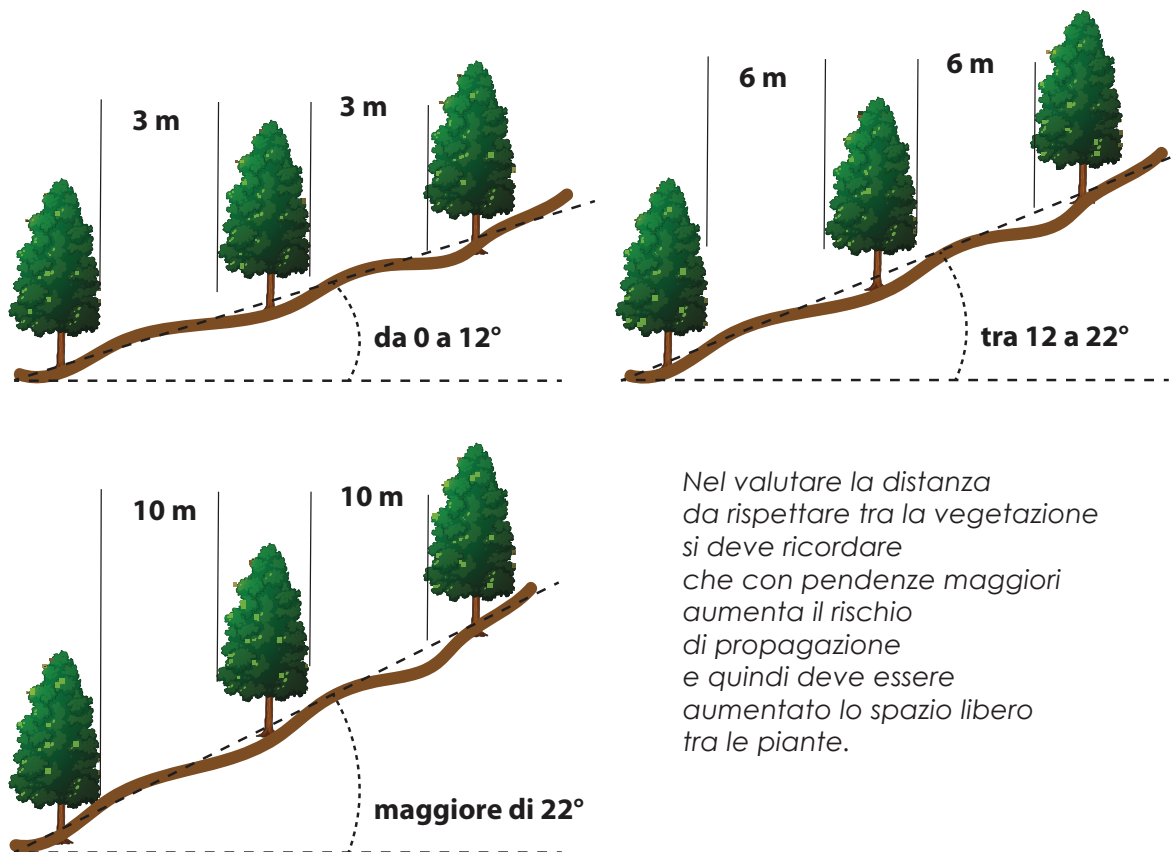 3 m
3 m
da 0 a 12°
6 m
6 m
tra 12 a 22°
10 m
10 m
maggiore di 22°
Nel valutare la distanza
da rispettare tra la vegetazione
si deve ricordare
che con pendenze maggiori
aumenta il rischio
di propagazione
e quindi deve essere
aumentato lo spazio libero
tra le piante.